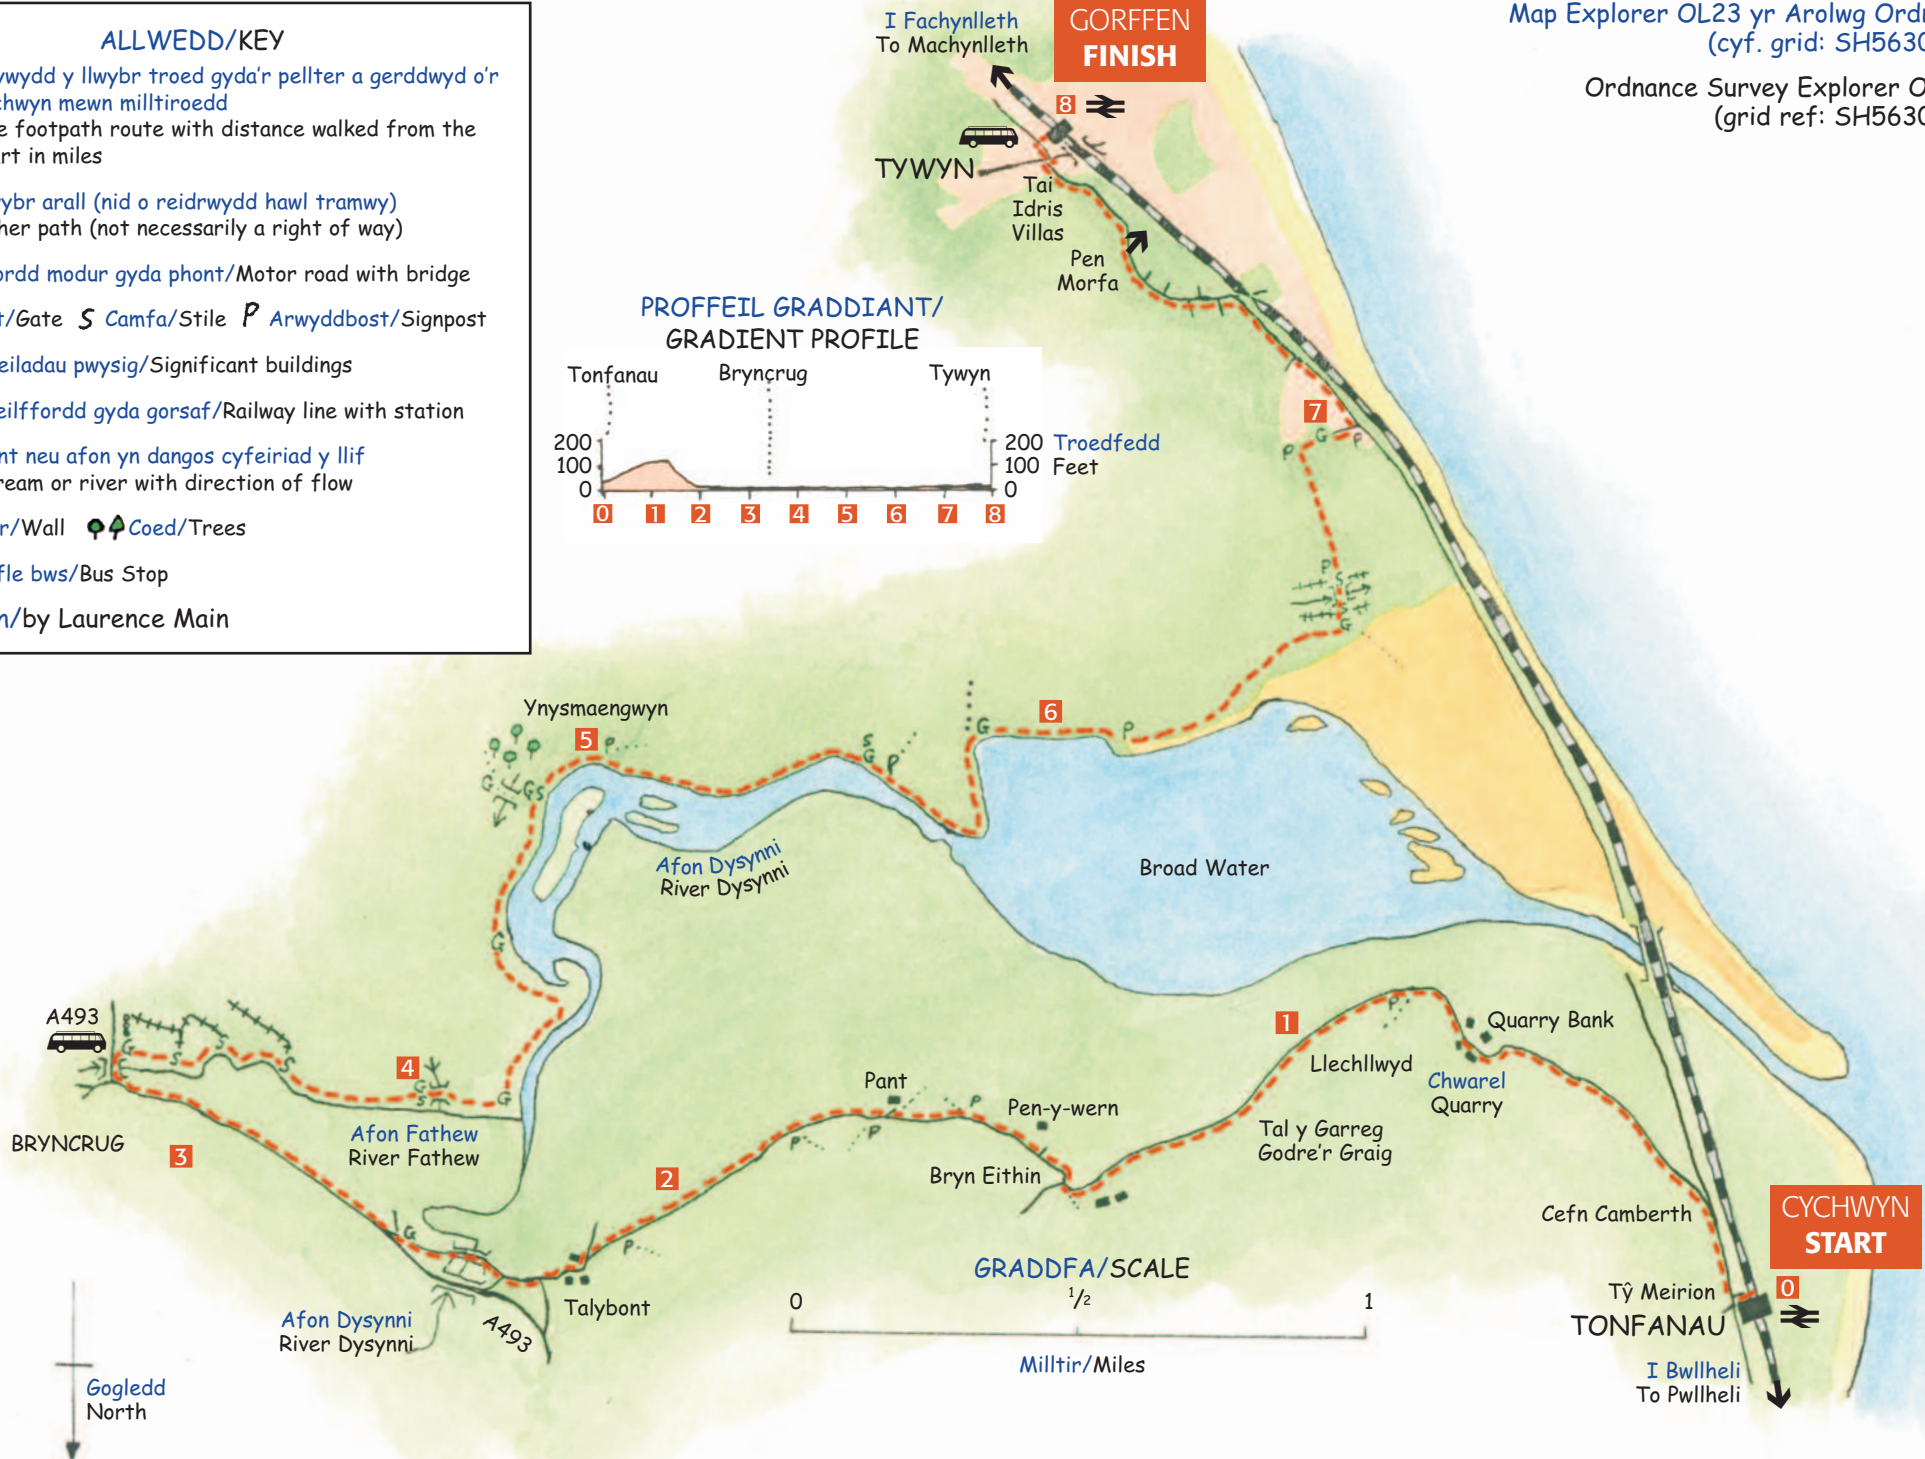 ALLWEDD/KEY
ywydd y llwybr troed gyda'r pellter a gerddwyd o'r
chwyn mewn milltiroedd
e footpath route with distance walked from the
rt in miles
ybr arall (nid o reidrwydd hawl tramwy)
her path (not necessarily a right of way)
ordd modur gyda phont/Motor road with bridge
t/Gate S Camfa/Stile P Arwyddbost/Signpost
eiladau pwysig/Significant buildings
eilffordd gyda gorsaf/Railway line with station
nt neu afon yn dangos cyfeiriad y llif
ream or river with direction of flow
r/Wall Coed/Trees
fle bws/Bus Stop
n/by Laurence Main
I Fachynlleth
To Machynlleth
GORFFEN
FINISH
8
TYWYN
Tai
Idris
Villas
Pen
Morfa
Map Explorer OL23 yr Arolwg Ordn
(cyf. grid: SH5630
Ordnance Survey Explorer O
(grid ref: SH5630
PROFFEIL GRADDIANT/
GRADIENT PROFILE
Tonfanau Bryncrug Tywyn
200 200 Troedfedd
100 100 Feet
0 0
0 1 2 3 4 5 6 7 8
7
P G P
P
S
S
G
Ynysmaengwyn
5 P
G
GS
S
G P
G 6 P
Afon Dysynni
River Dysynni
Broad Water
G
A493
G
S S S
4
G
S
G
BRYNCRUG
3
Afon Fathew
River Fathew
G
Afon Dysynni
River Dysynni
A493
Talybont
P
2
P P P
Pant
Pen-y-wern
Bryn Eithin
1
P
Llechllwyd
Quarry Bank
Chwarel
Quarry
Tal y Garreg
Godre'r Graig
Cefn Camberth
CYCHWYN
START
0
Tŷ Meirion
TONFANAU
I Bwllheli
To Pwllheli
GRADDFA/SCALE
0 1/2 1
Milltir/Miles
Gogledd
North